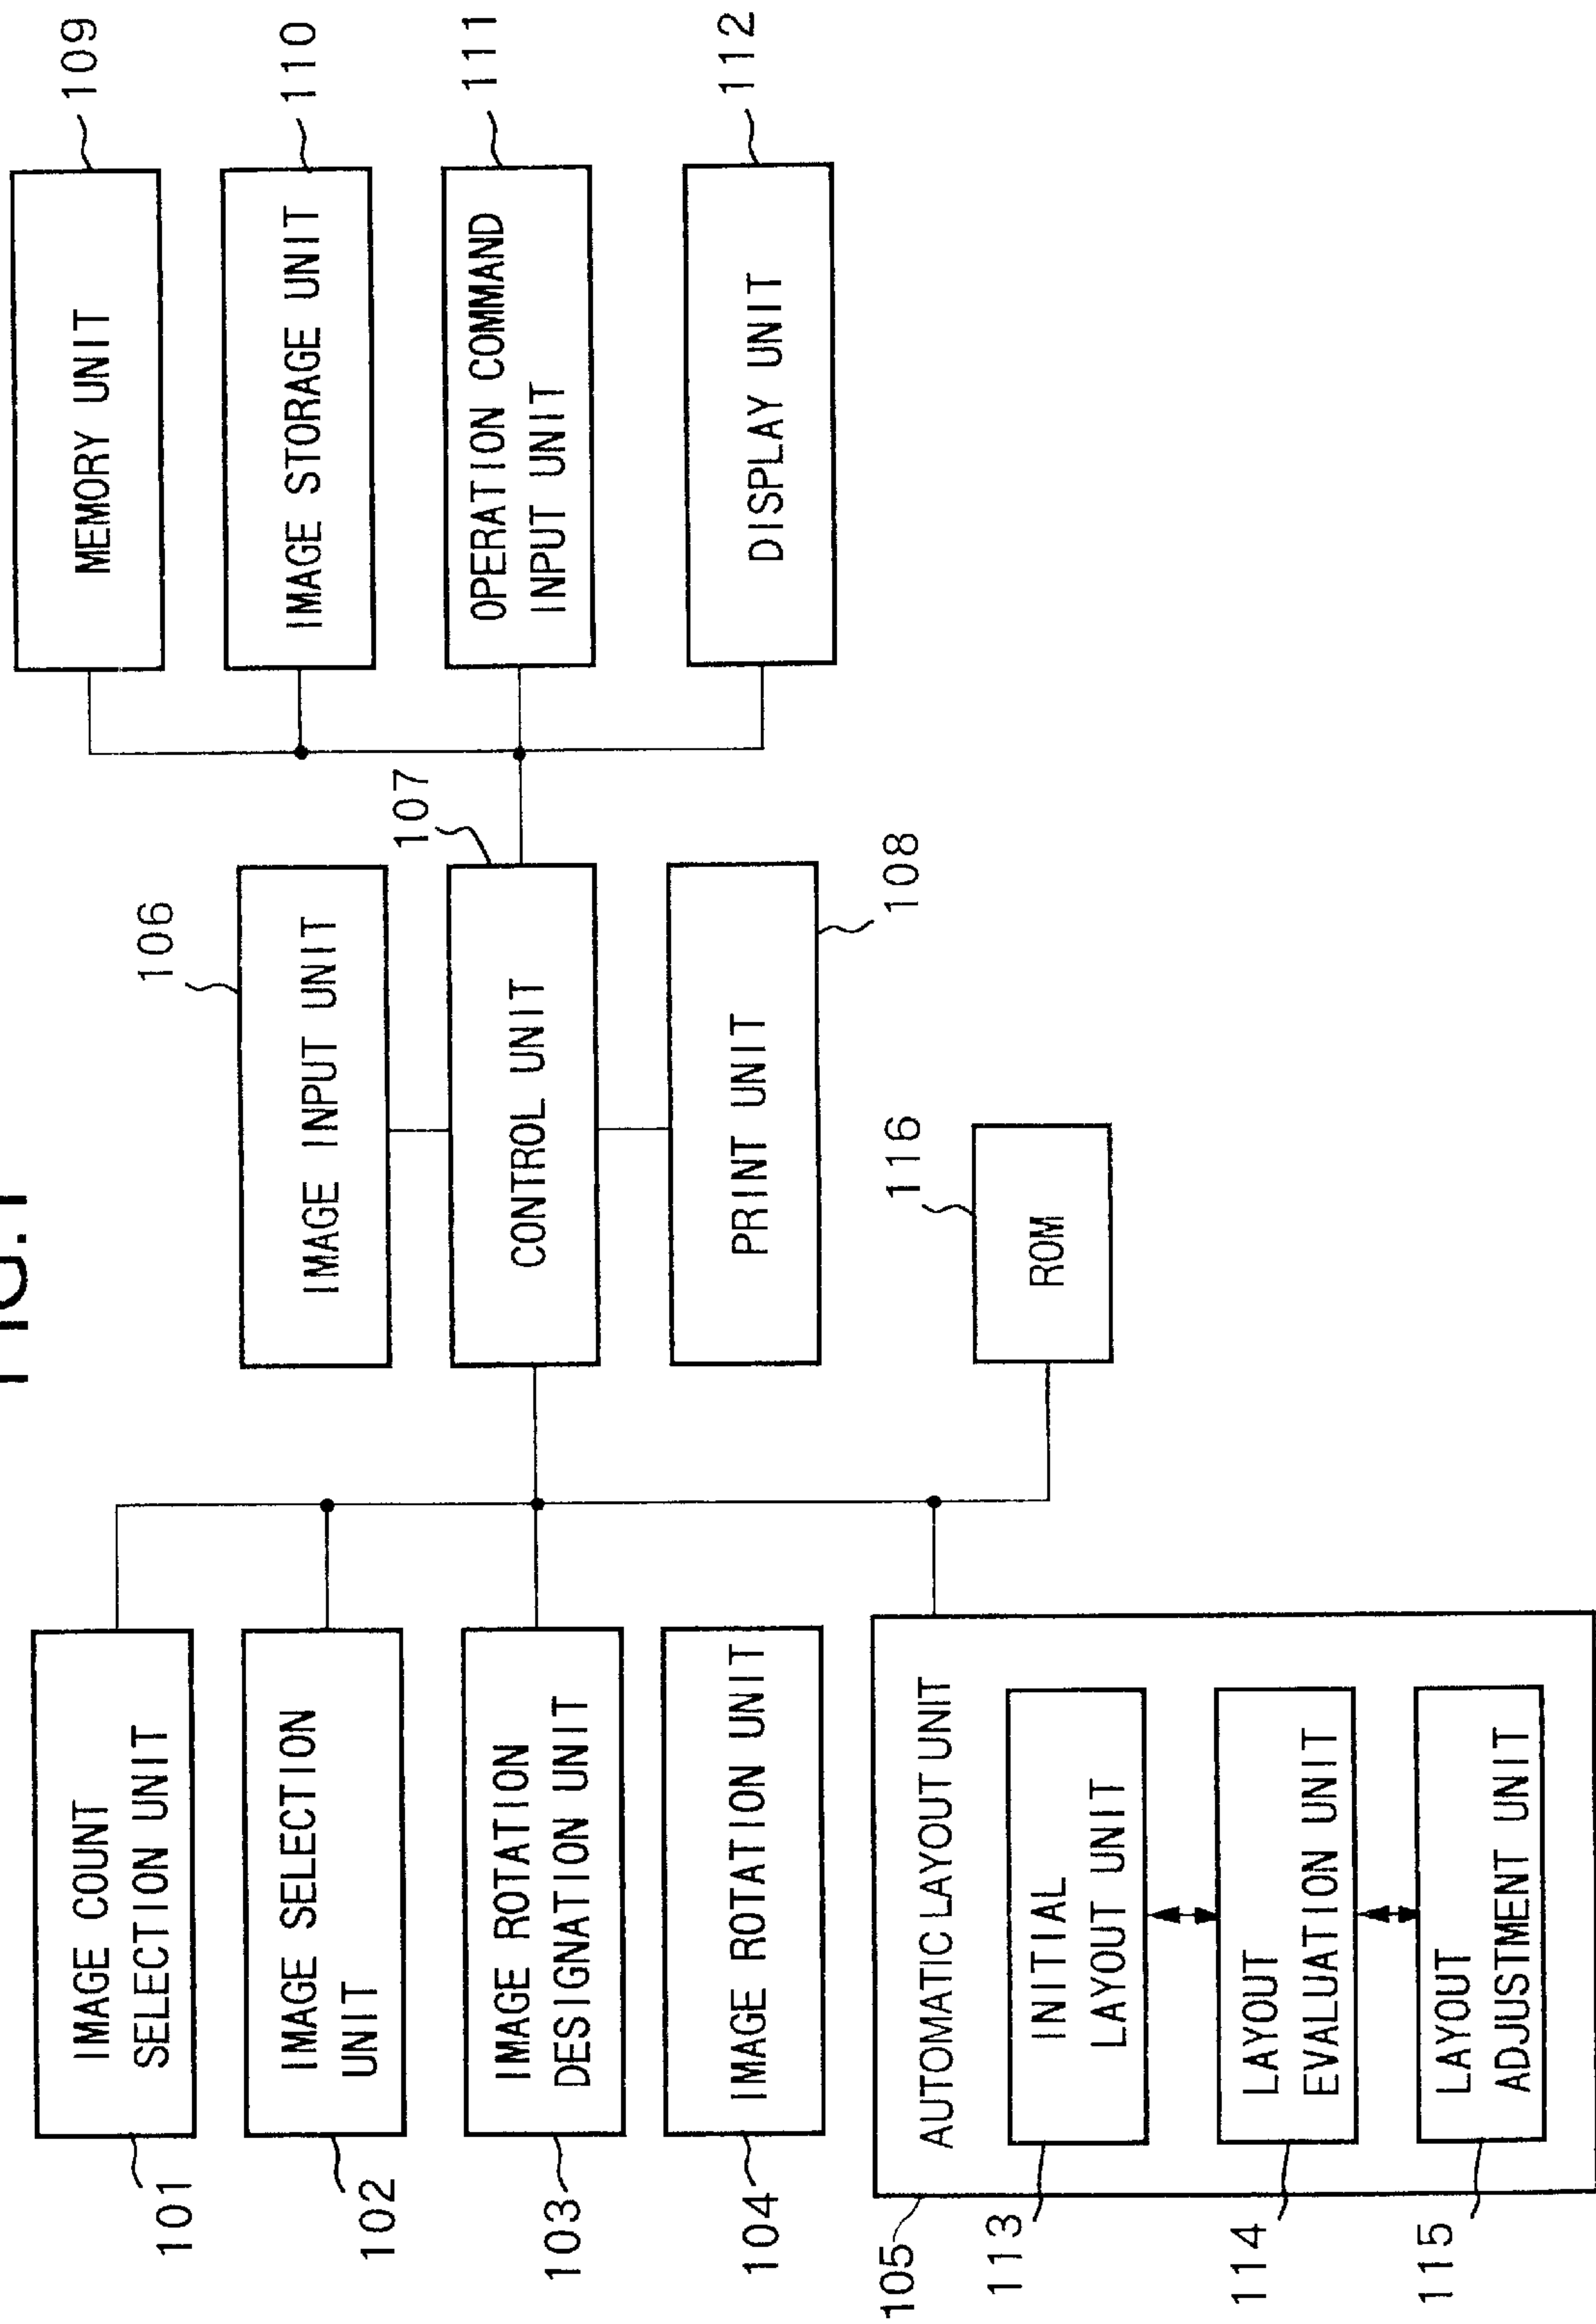 FIG.1
101
IMAGE COUNT
SELECTION UNIT
102
IMAGE SELECTION
UNIT
103
IMAGE ROTATION
DESIGNATION UNIT
104
IMAGE ROTATION UNIT
105
AUTOMATIC LAYOUT UNIT
113
INITIAL
LAYOUT UNIT
114
LAYOUT
EVALUATION UNIT
115
LAYOUT
ADJUSTMENT UNIT
106
IMAGE INPUT UNIT
107
CONTROL UNIT
108
PRINT UNIT
116
ROM
109
MEMORY UNIT
110
IMAGE STORAGE UNIT
111
OPERATION COMMAND
INPUT UNIT
112
DISPLAY UNIT